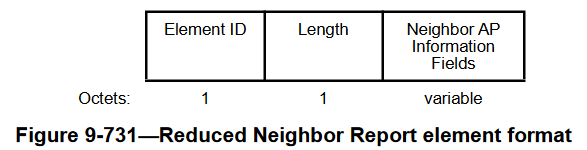 Element ID
Length
Neighbor AP
Information
Fields
Octets: 1 1 variable
Figure 9-731—Reduced Neighbor Report element format